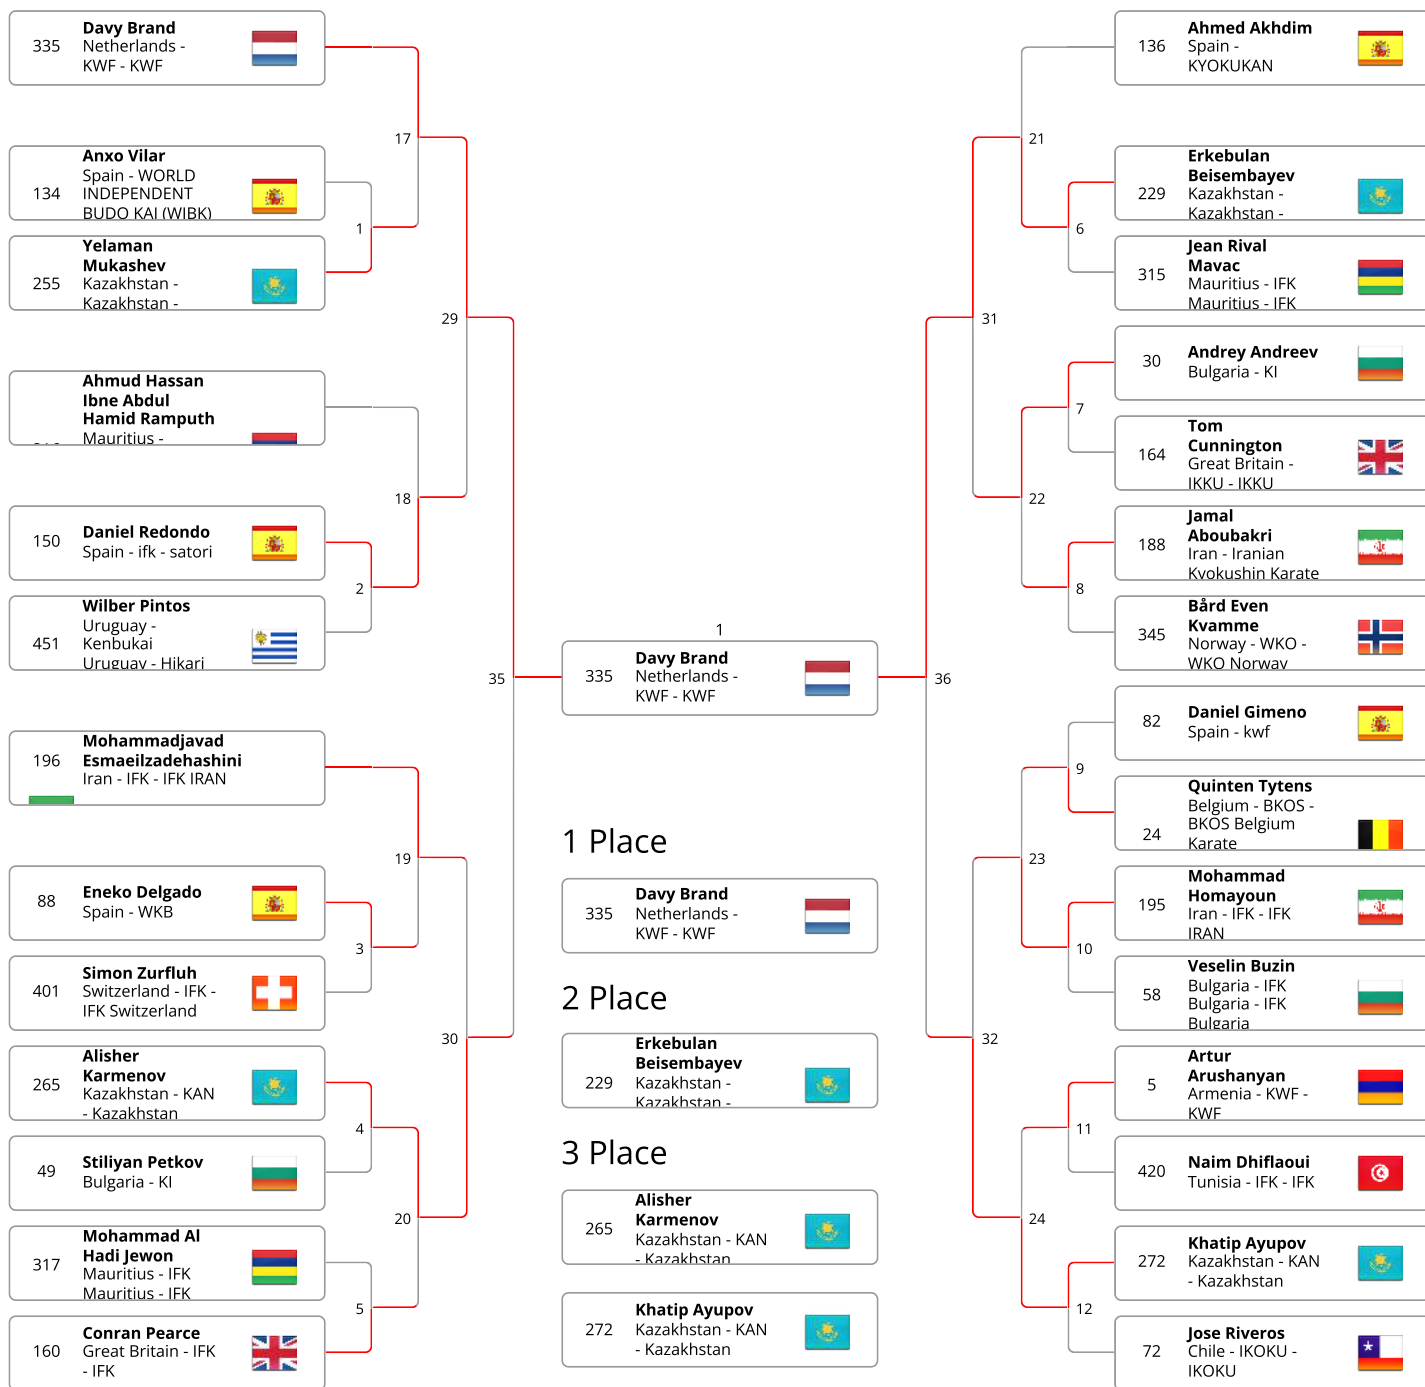 335
Davy Brand
Netherlands -
KWF - KWF
134
Anxo Vilar
Spain - WORLD
INDEPENDENT
BUDO KAI (WIBK)
255
Yelaman
Mukashev
Kazakhstan -
Kazakhstan -
Ahmud Hassan
Ibne Abdul
Hamid Ramputh
Mauritius -
150
Daniel Redondo
Spain - ifk - satori
451
Wilber Pintos
Uruguay -
Kenbukai
Uruguay - Hikari
196
Mohammadjavad
Esmaeilzadehashini
Iran - IFK - IFK IRAN
88
Eneko Delgado
Spain - WKB
401
Simon Zurfluh
Switzerland - IFK -
IFK Switzerland
265
Alisher
Karmenov
Kazakhstan - KAN
- Kazakhstan
49
Stiliyan Petkov
Bulgaria - KI
317
Mohammad Al
Hadi Jewon
Mauritius - IFK
Mauritius - IFK
160
Conran Pearce
Great Britain - IFK
- IFK
1
2
3
4
5
17
18
19
20
29
30
35
1
335
Davy Brand
Netherlands -
KWF - KWF
1 Place
335
Davy Brand
Netherlands -
KWF - KWF
2 Place
229
Erkebulan
Beisembayev
Kazakhstan -
Kazakhstan -
3 Place
265
Alisher
Karmenov
Kazakhstan - KAN
- Kazakhstan
272
Khatip Ayupov
Kazakhstan - KAN
- Kazakhstan
36
31
32
21
22
23
24
6
7
8
9
10
11
12
136
Ahmed Akhdim
Spain -
KYOKUKAN
229
Erkebulan
Beisembayev
Kazakhstan -
Kazakhstan -
315
Jean Rival
Mavac
Mauritius - IFK
Mauritius - IFK
30
Andrey Andreev
Bulgaria - KI
164
Tom
Cunnington
Great Britain -
IKKU - IKKU
188
Jamal
Aboubakri
Iran - Iranian
Kyokushin Karate
345
Bård Even
Kvamme
Norway - WKO -
WKO Norway
82
Daniel Gimeno
Spain - kwf
24
Quinten Tytens
Belgium - BKOS -
BKOS Belgium
Karate
195
Mohammad
Homayoun
Iran - IFK - IFK
IRAN
58
Veselin Buzin
Bulgaria - IFK
Bulgaria - IFK
Bulgaria
5
Artur
Arushanyan
Armenia - KWF -
KWF
420
Naim Dhiflaoui
Tunisia - IFK - IFK
272
Khatip Ayupov
Kazakhstan - KAN
- Kazakhstan
72
Jose Riveros
Chile - IKOKU -
IKOKU